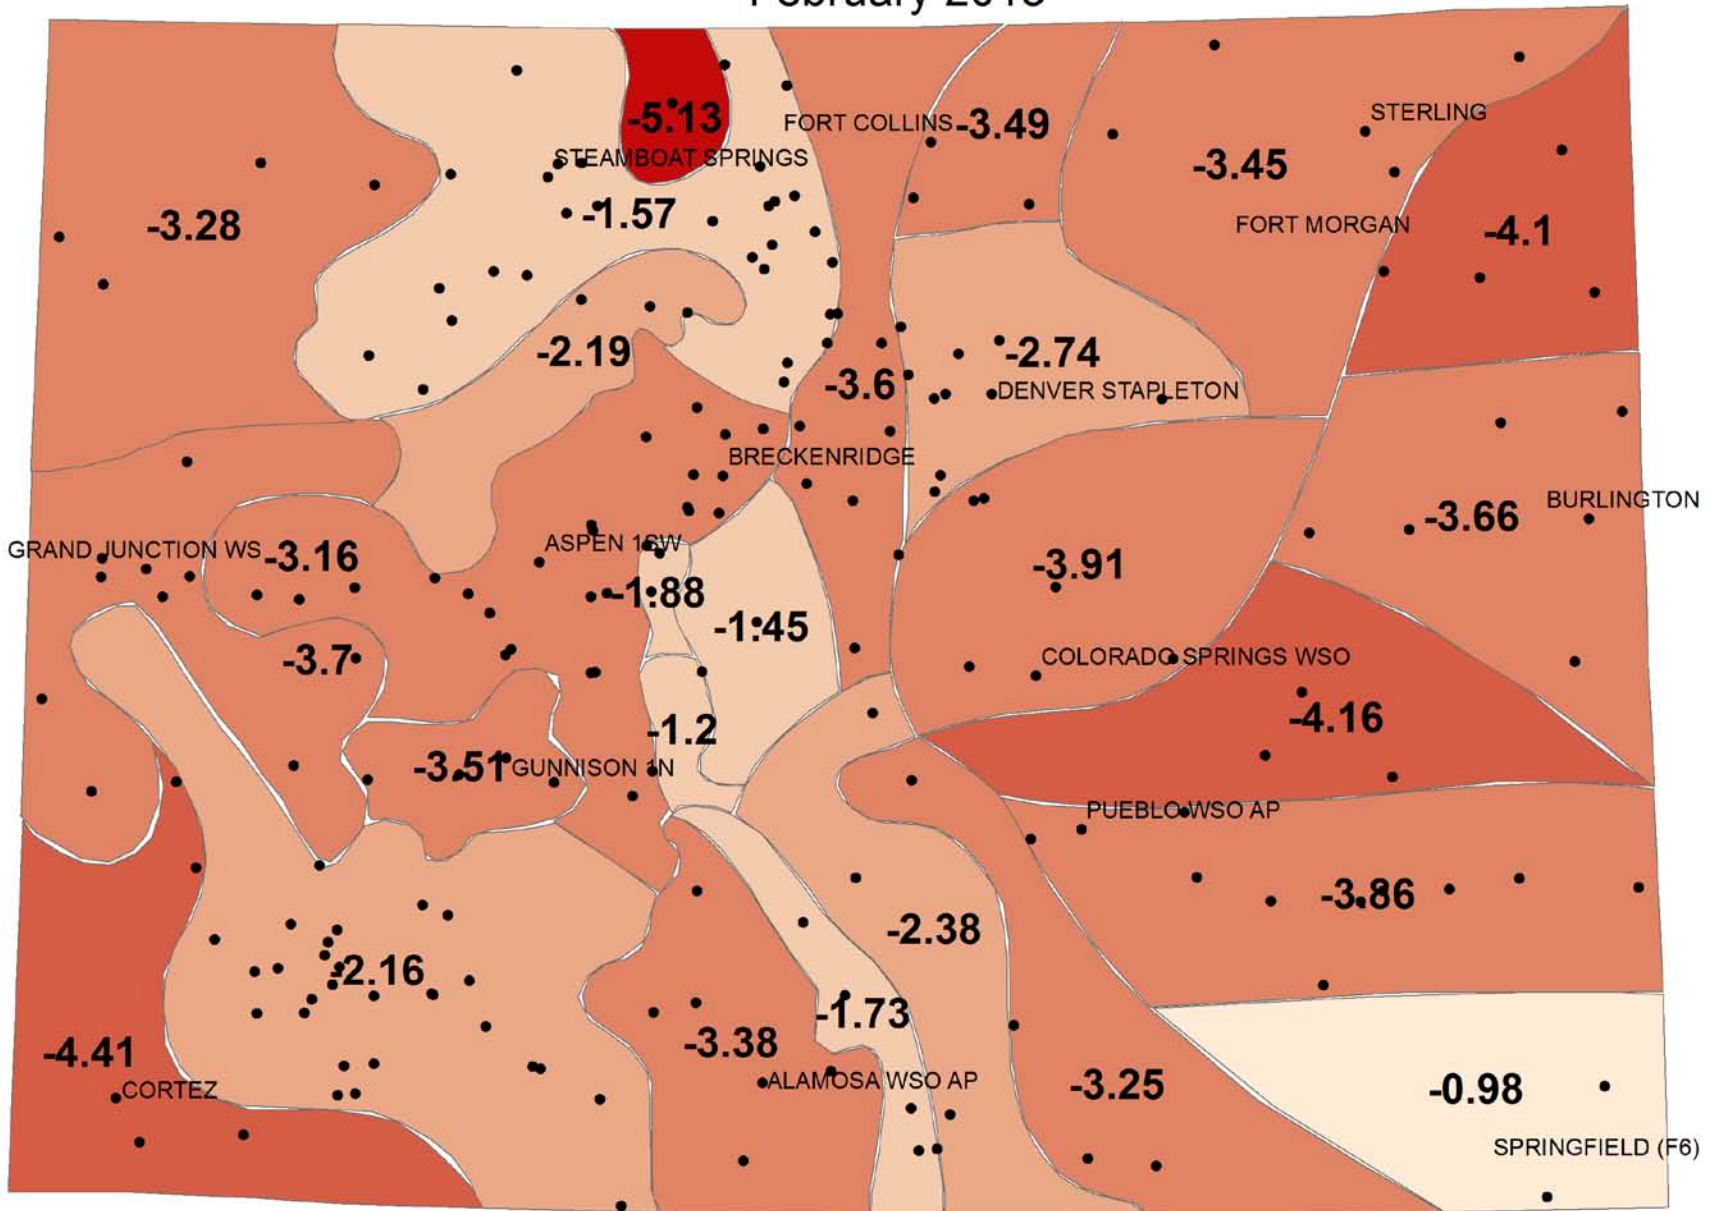 February 2018
-5.13
FORT COLLINS
-3.49
STERLING
STEAMBOAT SPRINGS
-3.45
-3.28
-1.57
FORT MORGAN
-4.1
-2.19
-2.74
-3.6
DENVER STAPLETON
BRECKENRIDGE
BURLINGTON
-3.66
GRAND JUNCTION WS
-3.16
ASPEN 1SW
-3.91
-1.88
-1.45
-3.7
COLORADO SPRINGS WSO
-4.16
-1.2
-3.51
GUNNISON 1N
PUEBLO WSO AP
-3.86
-2.38
-2.16
-1.73
-3.38
-4.41
ALAMOSA WSO AP
-3.25
-0.98
CORTEZ
SPRINGFIELD (F6)